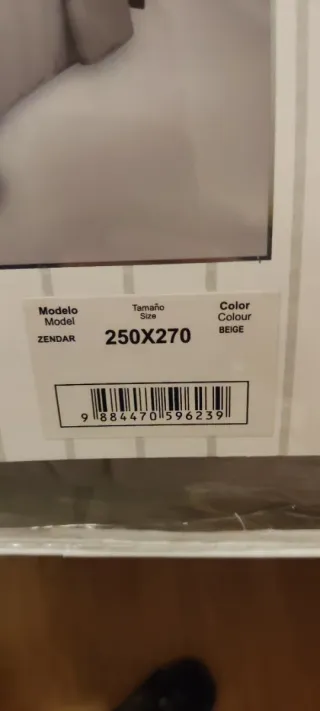 Modelo
Model
ZENDAR
Tamaño
Size
250X270
Color
Colour
BEIGE
9 884470 596239